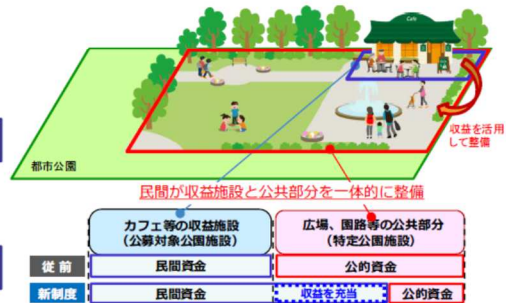 Cafe
収益を活用
して整備
都市公園
民間が収益施設と公共部分を一体的に整備
カフェ等の収益施設
(公募対象公園施設)
広場、園路等の公共部分
(特定公園施設)
従前
民間資金
公的資金
新制度
民間資金
収益を充当
公的資金